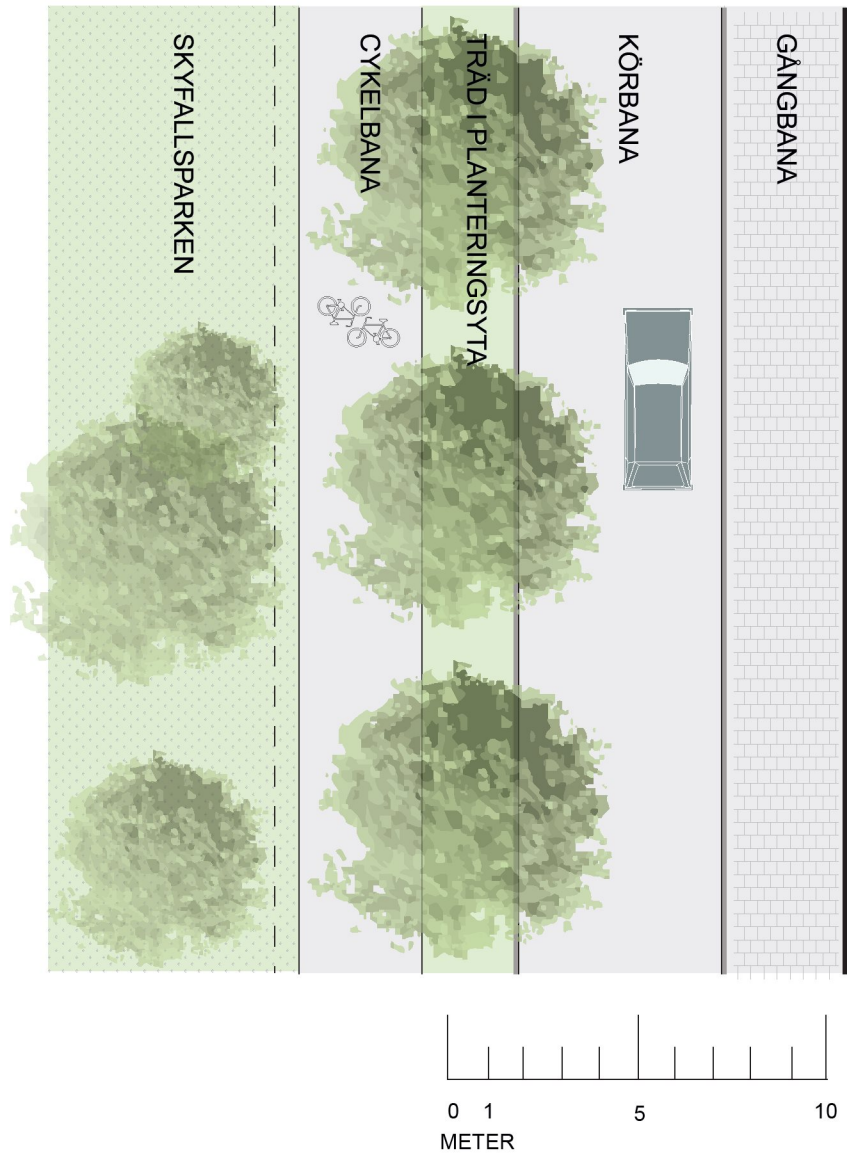 SKYFALLSPARKEN
CYKELBANA
TRÄD I PLANTERINGSYTA
KÖRBANA
GÅNGBANA
0 1 5 10
METER